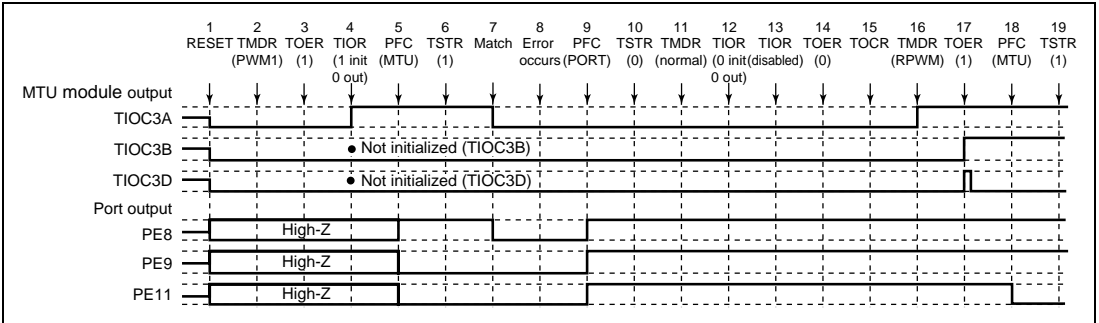 1 2 3 4 5 6 7 8 9 10 11 12 13 14 15 16 17 18 19
RESET TMDR TOER TIOR PFC TSTR Match Error PFC TSTR TMDR TIOR TIOR TOER TOCR TMDR TOER PFC TSTR
(PWM1) (1) (1 init (MTU) (1) occurs (PORT) (0) (normal) (0 init (disabled) (0) (RPWM) (1) (MTU) (1)
0 out) 0 out)
MTU module output
TIOC3A
TIOC3B • Not initialized (TIOC3B)
TIOC3D • Not initialized (TIOC3D)
Port output
PE8 High-Z
PE9 High-Z
PE11 High-Z